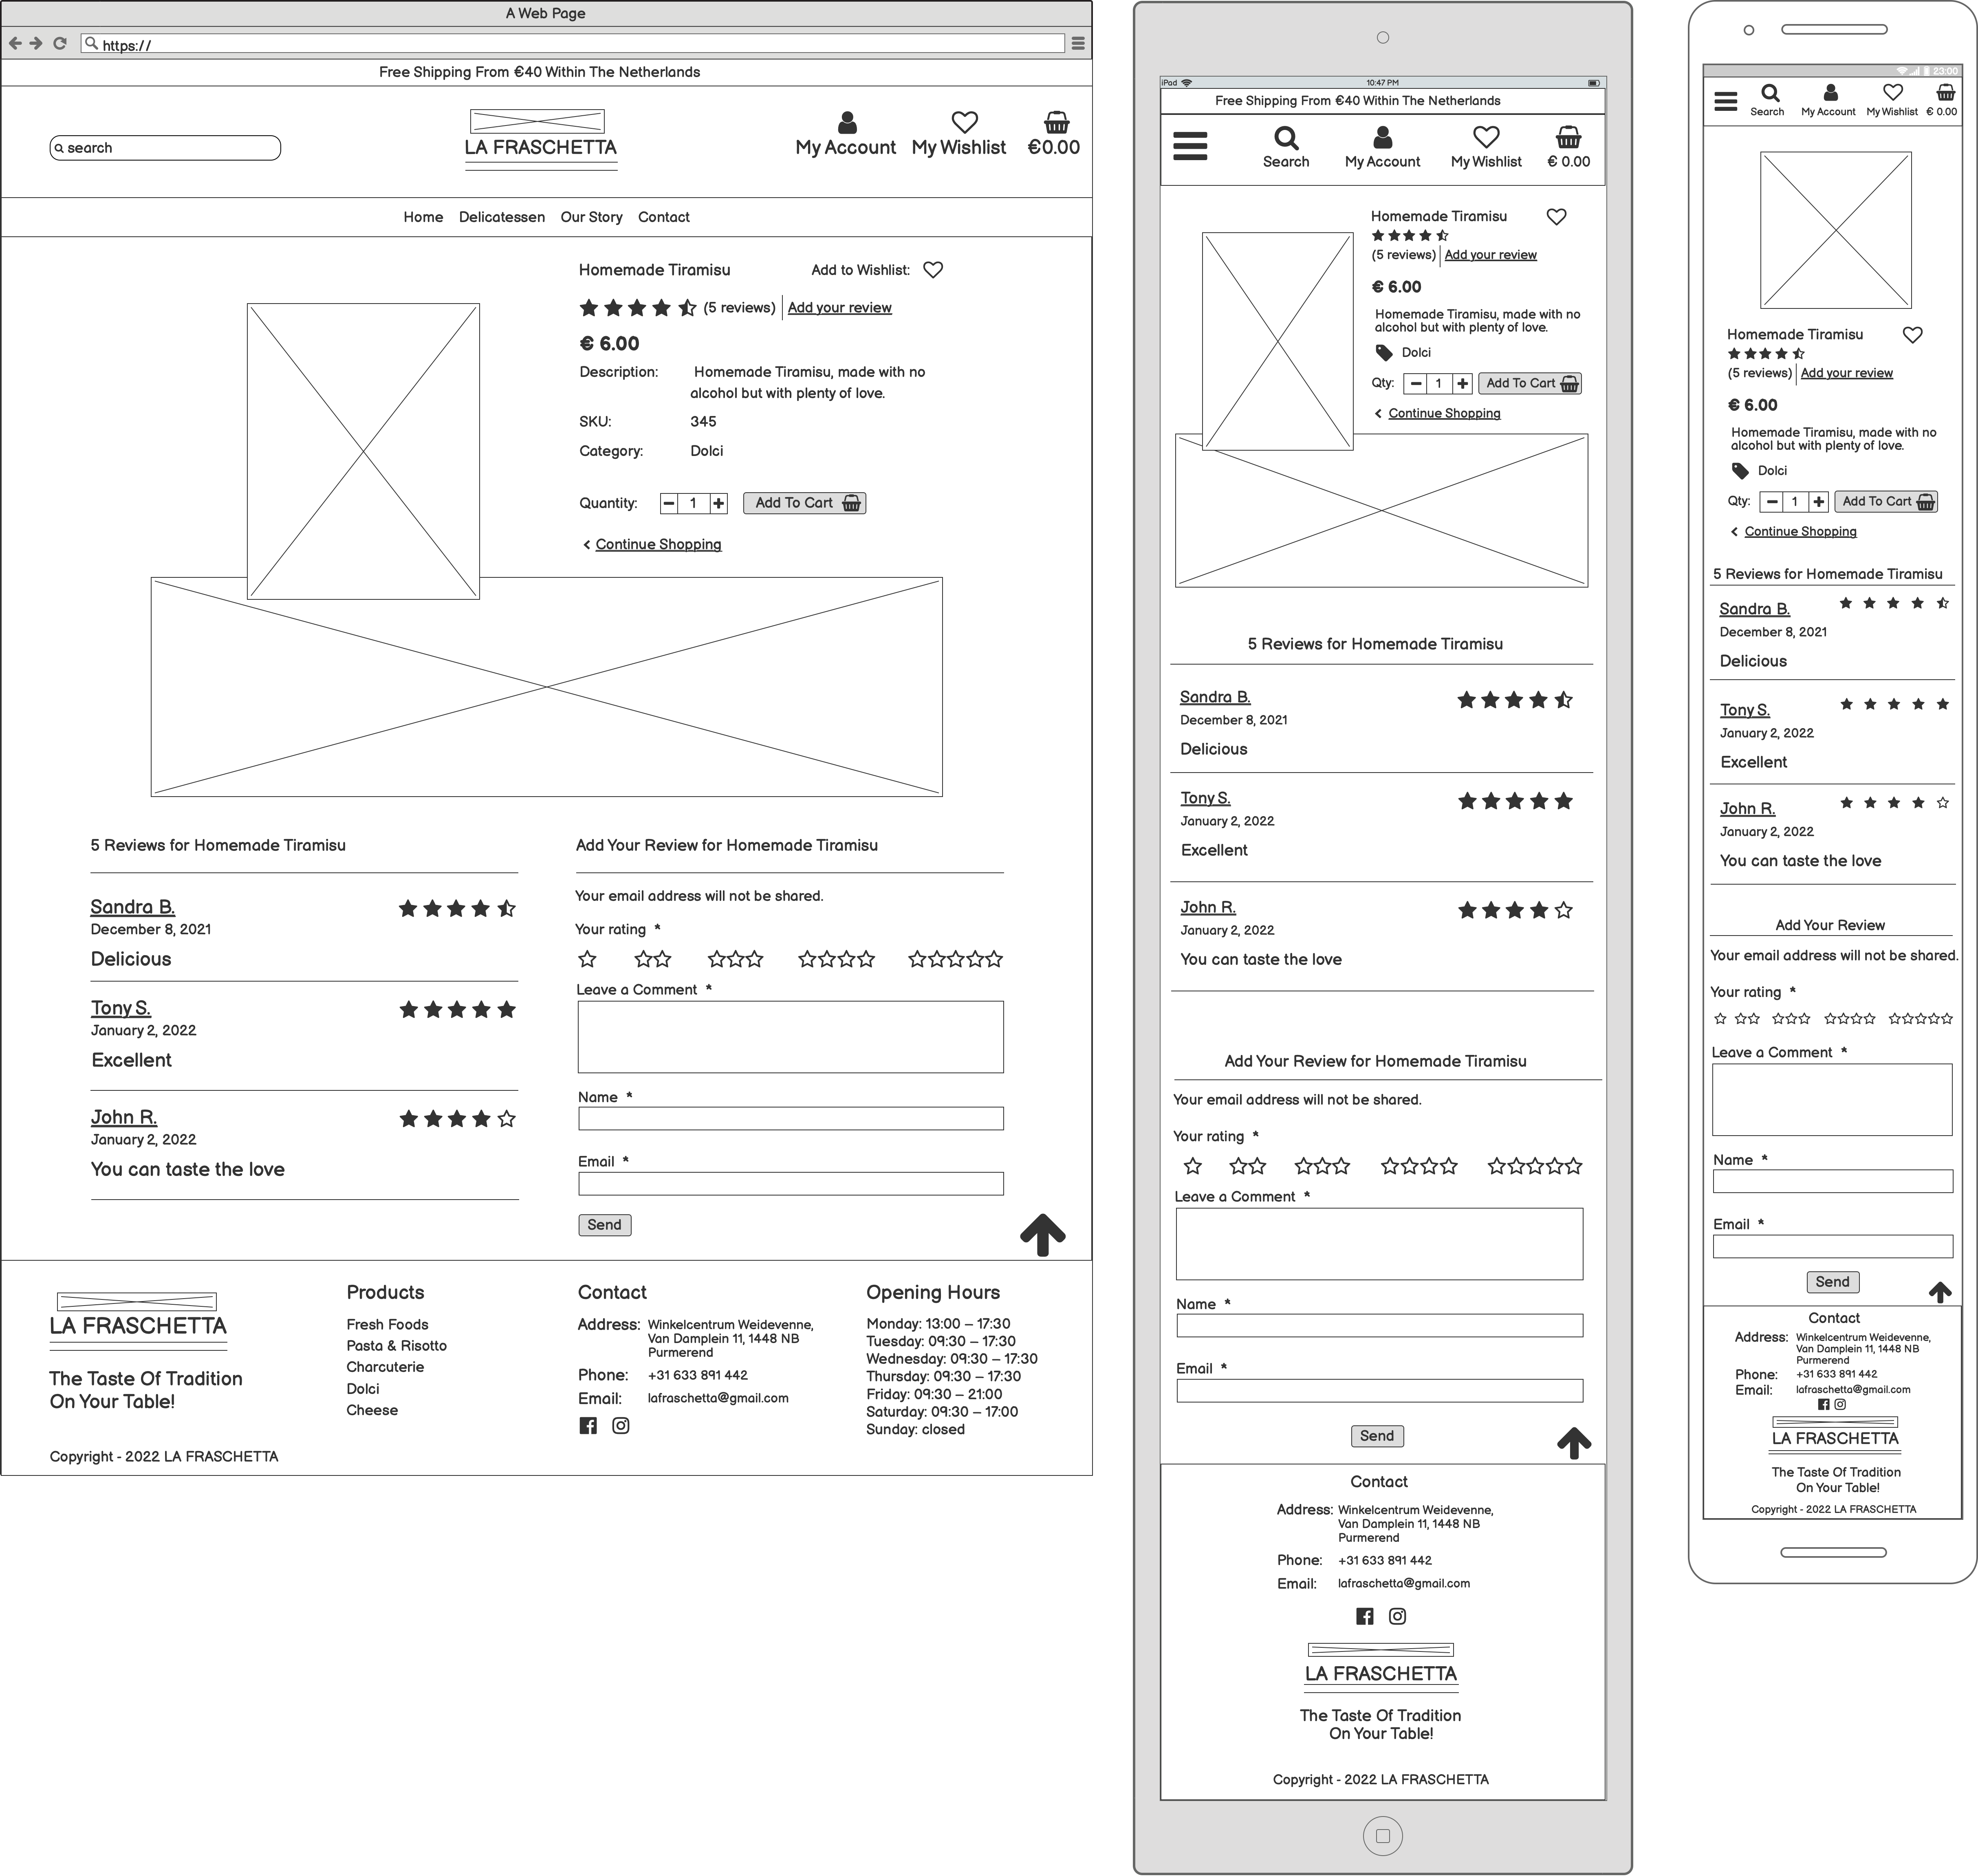 A Web Page
https://
Free Shipping From €40 Within The Netherlands
search
LA FRASCHETTA
My Account My Wishlist €0.00
Home Delicatessen Our Story Contact
Homemade Tiramisu Add to Wishlist:
(5 reviews) Add your review
€ 6.00
Description: Homemade Tiramisu, made with no
alcohol but with plenty of love.
SKU: 345
Category: Dolci
Quantity: 1 Add To Cart
Continue Shopping
5 Reviews for Homemade Tiramisu
Sandra B.
December 8, 2021
Delicious
Tony S.
January 2, 2022
Excellent
John R.
January 2, 2022
You can taste the love
Add Your Review for Homemade Tiramisu
Your email address will not be shared.
Your rating *
Leave a Comment *
Name *
Email *
Send
LA FRASCHETTA
The Taste Of Tradition
On Your Table!
Copyright - 2022 LA FRASCHETTA
Products
Fresh Foods
Pasta & Risotto
Charcuterie
Dolci
Cheese
Contact
Address: Winkelcentrum Weidevenne,
Van Damplein 11, 1448 NB
Purmerend
Phone: +31 633 891 442
Email: lafraschetta@gmail.com
Opening Hours
Monday: 13:00 – 17:30
Tuesday: 09:30 – 17:30
Wednesday: 09:30 – 17:30
Thursday: 09:30 – 17:30
Friday: 09:30 – 21:00
Saturday: 09:30 – 17:00
Sunday: closed
iPad 10:47 PM
Free Shipping From €40 Within The Netherlands
Search My Account My Wishlist € 0.00
Homemade Tiramisu
(5 reviews) Add your review
€ 6.00
Homemade Tiramisu, made with no
alcohol but with plenty of love.
Dolci
Qty: 1 Add To Cart
Continue Shopping
5 Reviews for Homemade Tiramisu
Sandra B.
December 8, 2021
Delicious
Tony S.
January 2, 2022
Excellent
John R.
January 2, 2022
You can taste the love
Add Your Review for Homemade Tiramisu
Your email address will not be shared.
Your rating *
Leave a Comment *
Name *
Email *
Send
Contact
Address: Winkelcentrum Weidevenne,
Van Damplein 11, 1448 NB
Purmerend
Phone: +31 633 891 442
Email: lafraschetta@gmail.com
LA FRASCHETTA
The Taste Of Tradition
On Your Table!
Copyright - 2022 LA FRASCHETTA
23:00
Search My Account My Wishlist € 0.00
Homemade Tiramisu
(5 reviews) Add your review
€ 6.00
Homemade Tiramisu, made with no
alcohol but with plenty of love.
Dolci
Qty: 1 Add To Cart
Continue Shopping
5 Reviews for Homemade Tiramisu
Sandra B.
December 8, 2021
Delicious
Tony S.
January 2, 2022
Excellent
John R.
January 2, 2022
You can taste the love
Add Your Review
Your email address will not be shared.
Your rating *
Leave a Comment *
Name *
Email *
Send
Contact
Address: Winkelcentrum Weidevenne,
Van Damplein 11, 1448 NB
Purmerend
Phone: +31 633 891 442
Email: lafraschetta@gmail.com
LA FRASCHETTA
The Taste Of Tradition
On Your Table!
Copyright - 2022 LA FRASCHETTA